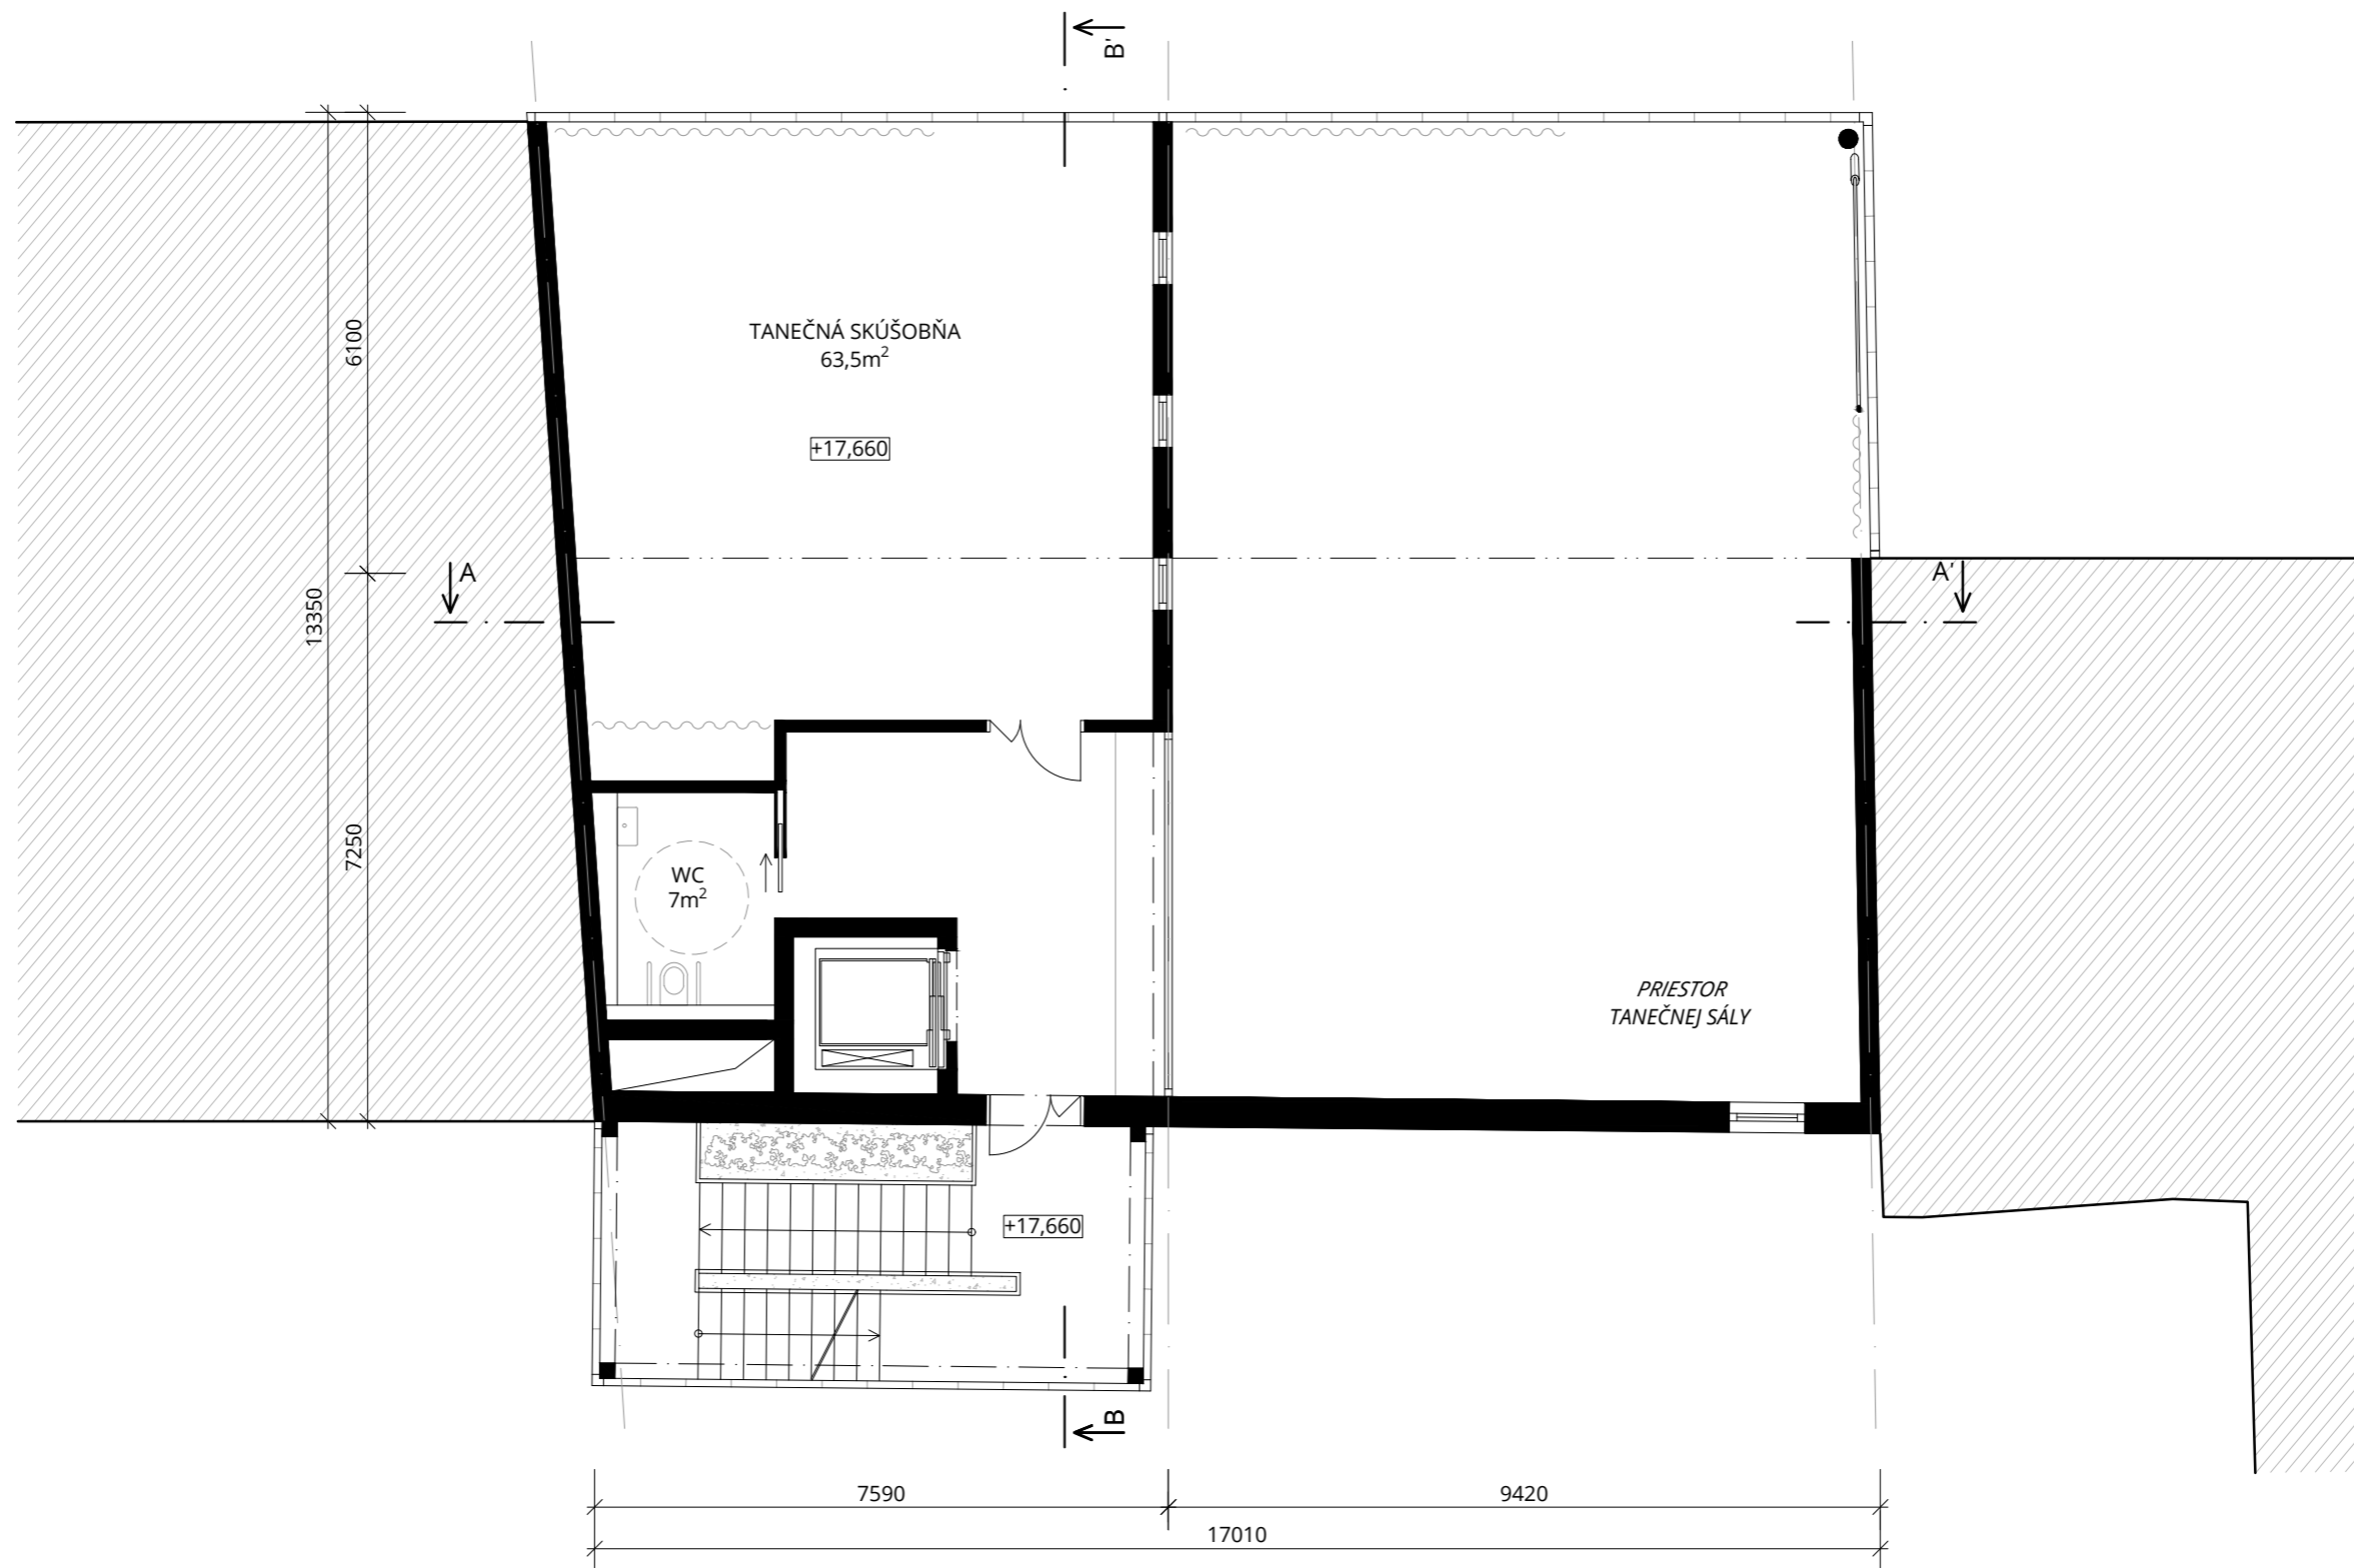 B'
TANEČNÁ SKÚŠOBŇA
63,5m²
6100
+17,660
A
A'
13350
7250
WC
7m²
PRIESTOR
TANEČNEJ SÁLY
+17,660
B
7590
9420
17010